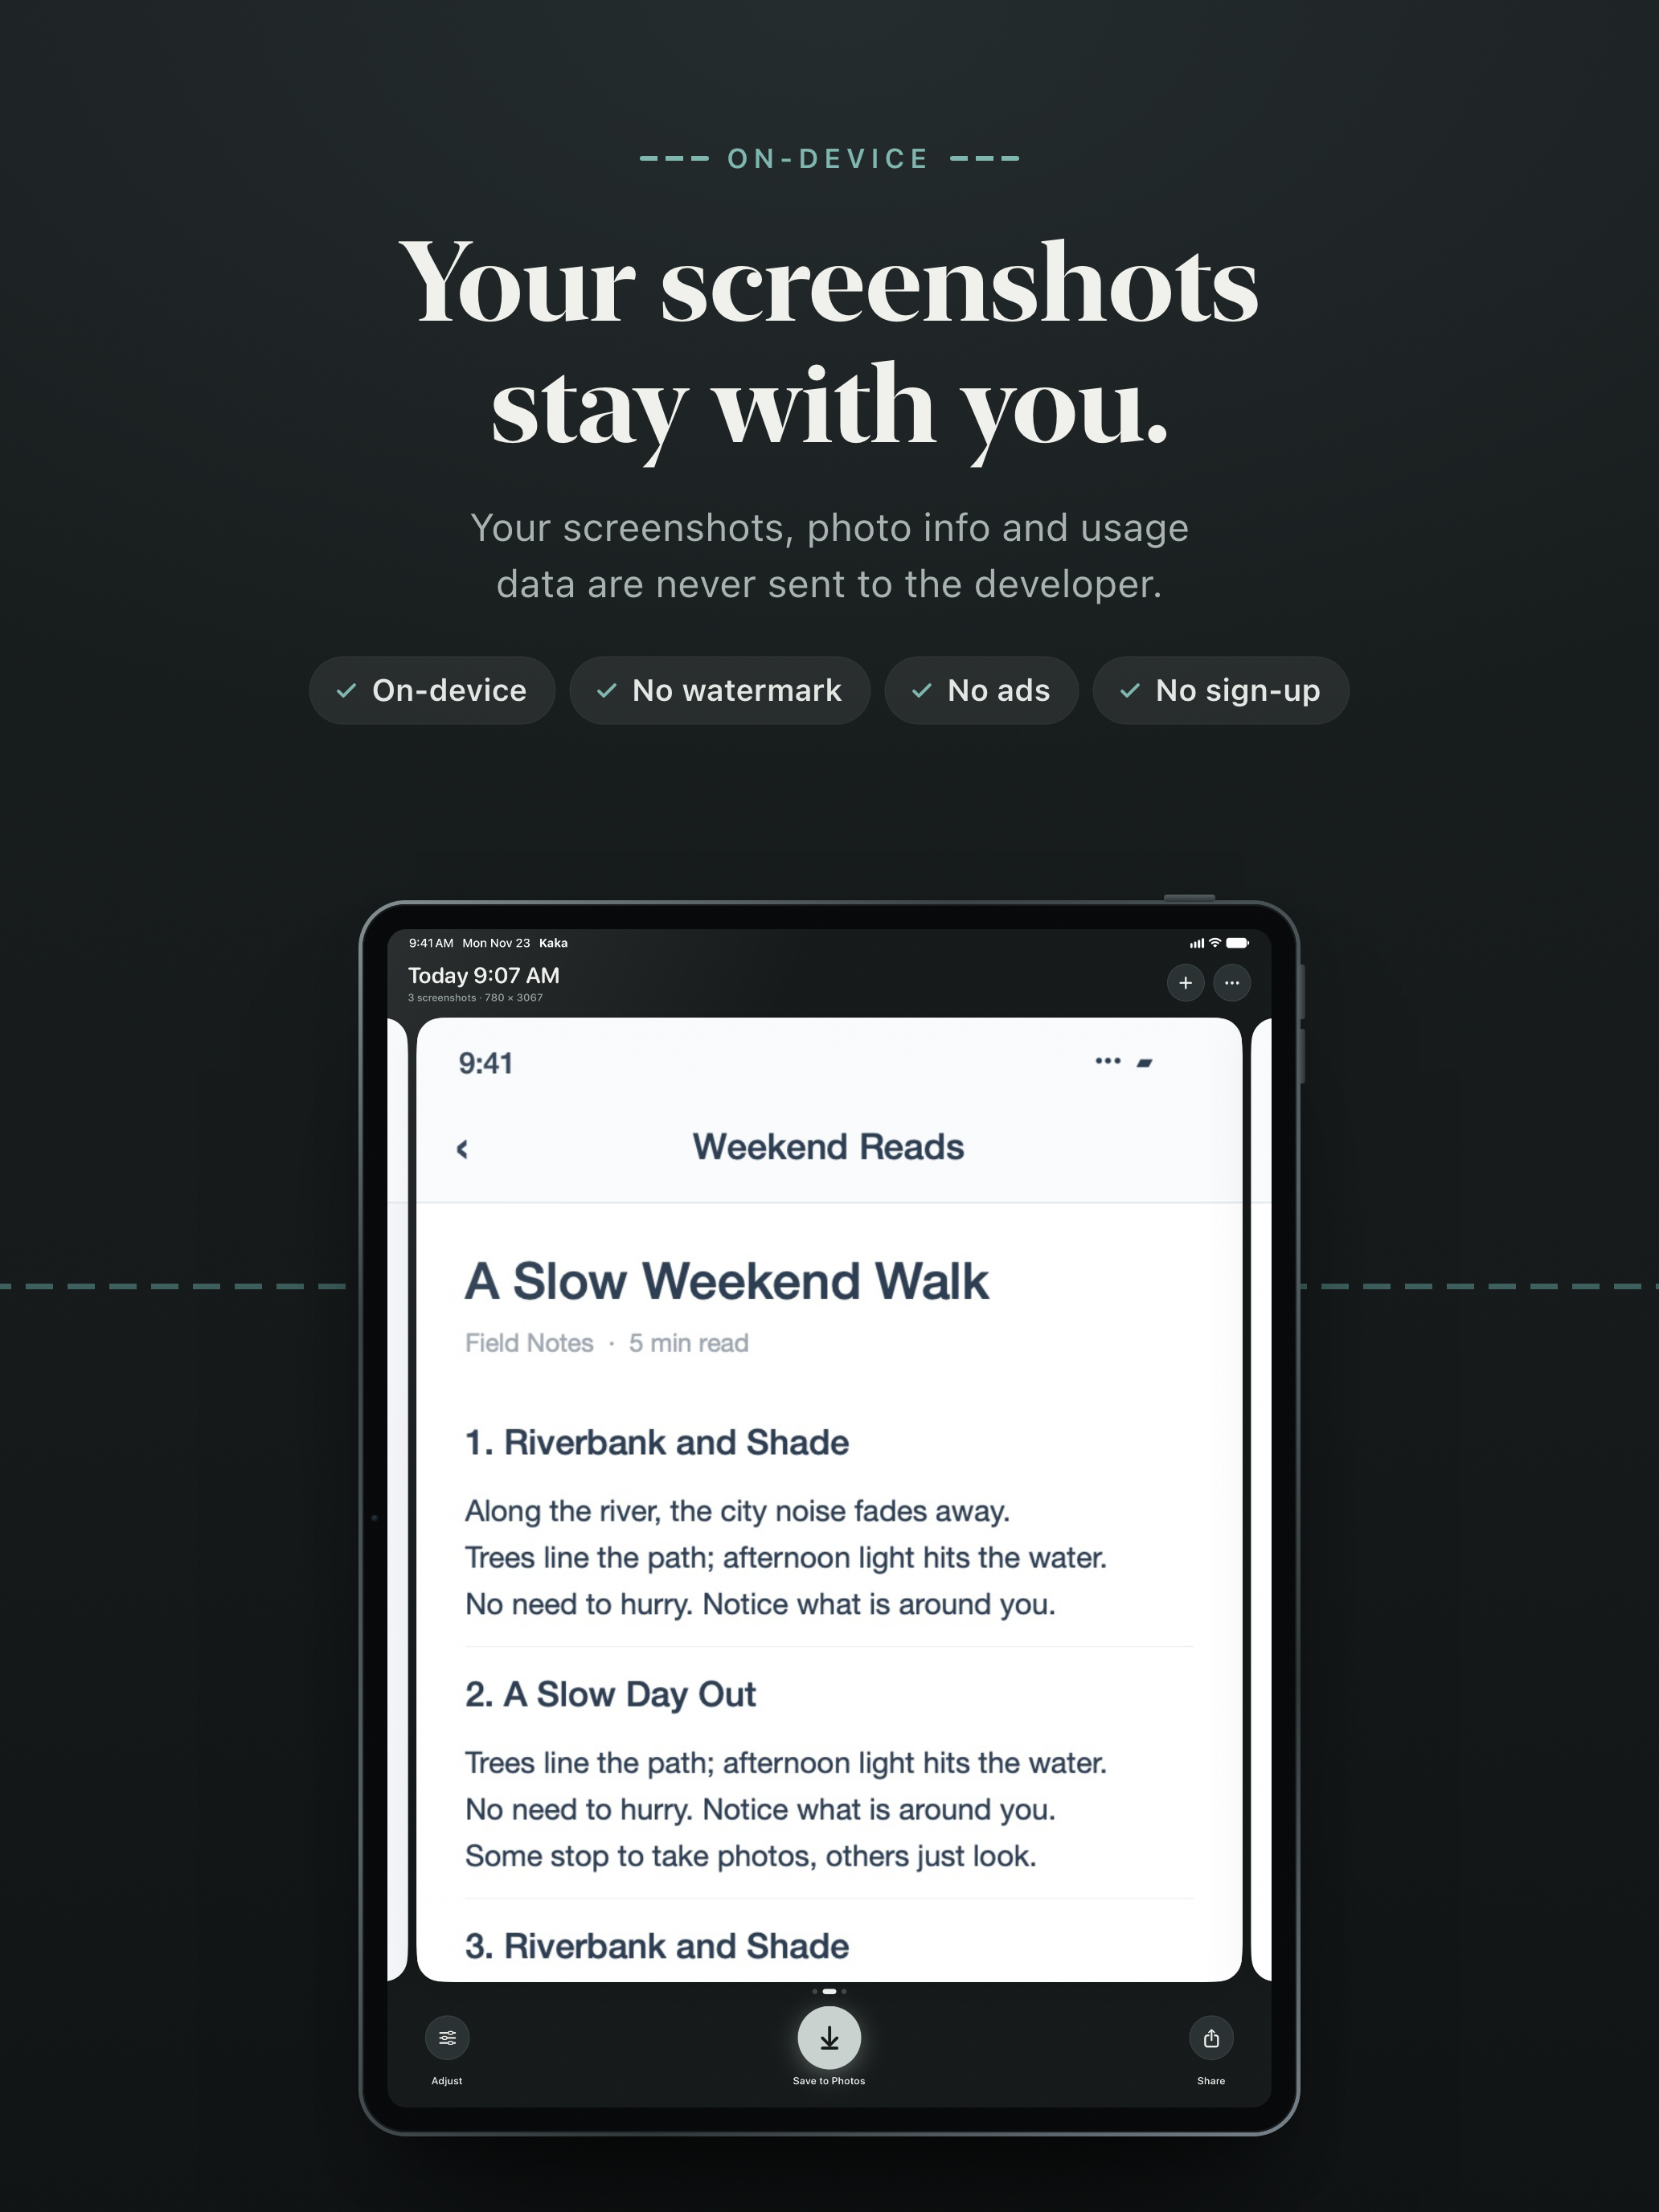 ON-DEVICE
Your screenshots
stay with you.
Your screenshots, photo info and usage
data are never sent to the developer.
On-device
No watermark
No ads
No sign-up
9:41 AM Mon Nov 23 Kaka
Today 9:07 AM
3 screenshots · 780 × 3067
9:41
Weekend Reads
A Slow Weekend Walk
Field Notes · 5 min read
1. Riverbank and Shade
Along the river, the city noise fades away.
Trees line the path; afternoon light hits the water.
No need to hurry. Notice what is around you.
2. A Slow Day Out
Trees line the path; afternoon light hits the water.
No need to hurry. Notice what is around you.
Some stop to take photos, others just look.
3. Riverbank and Shade
Adjust
Save to Photos
Share